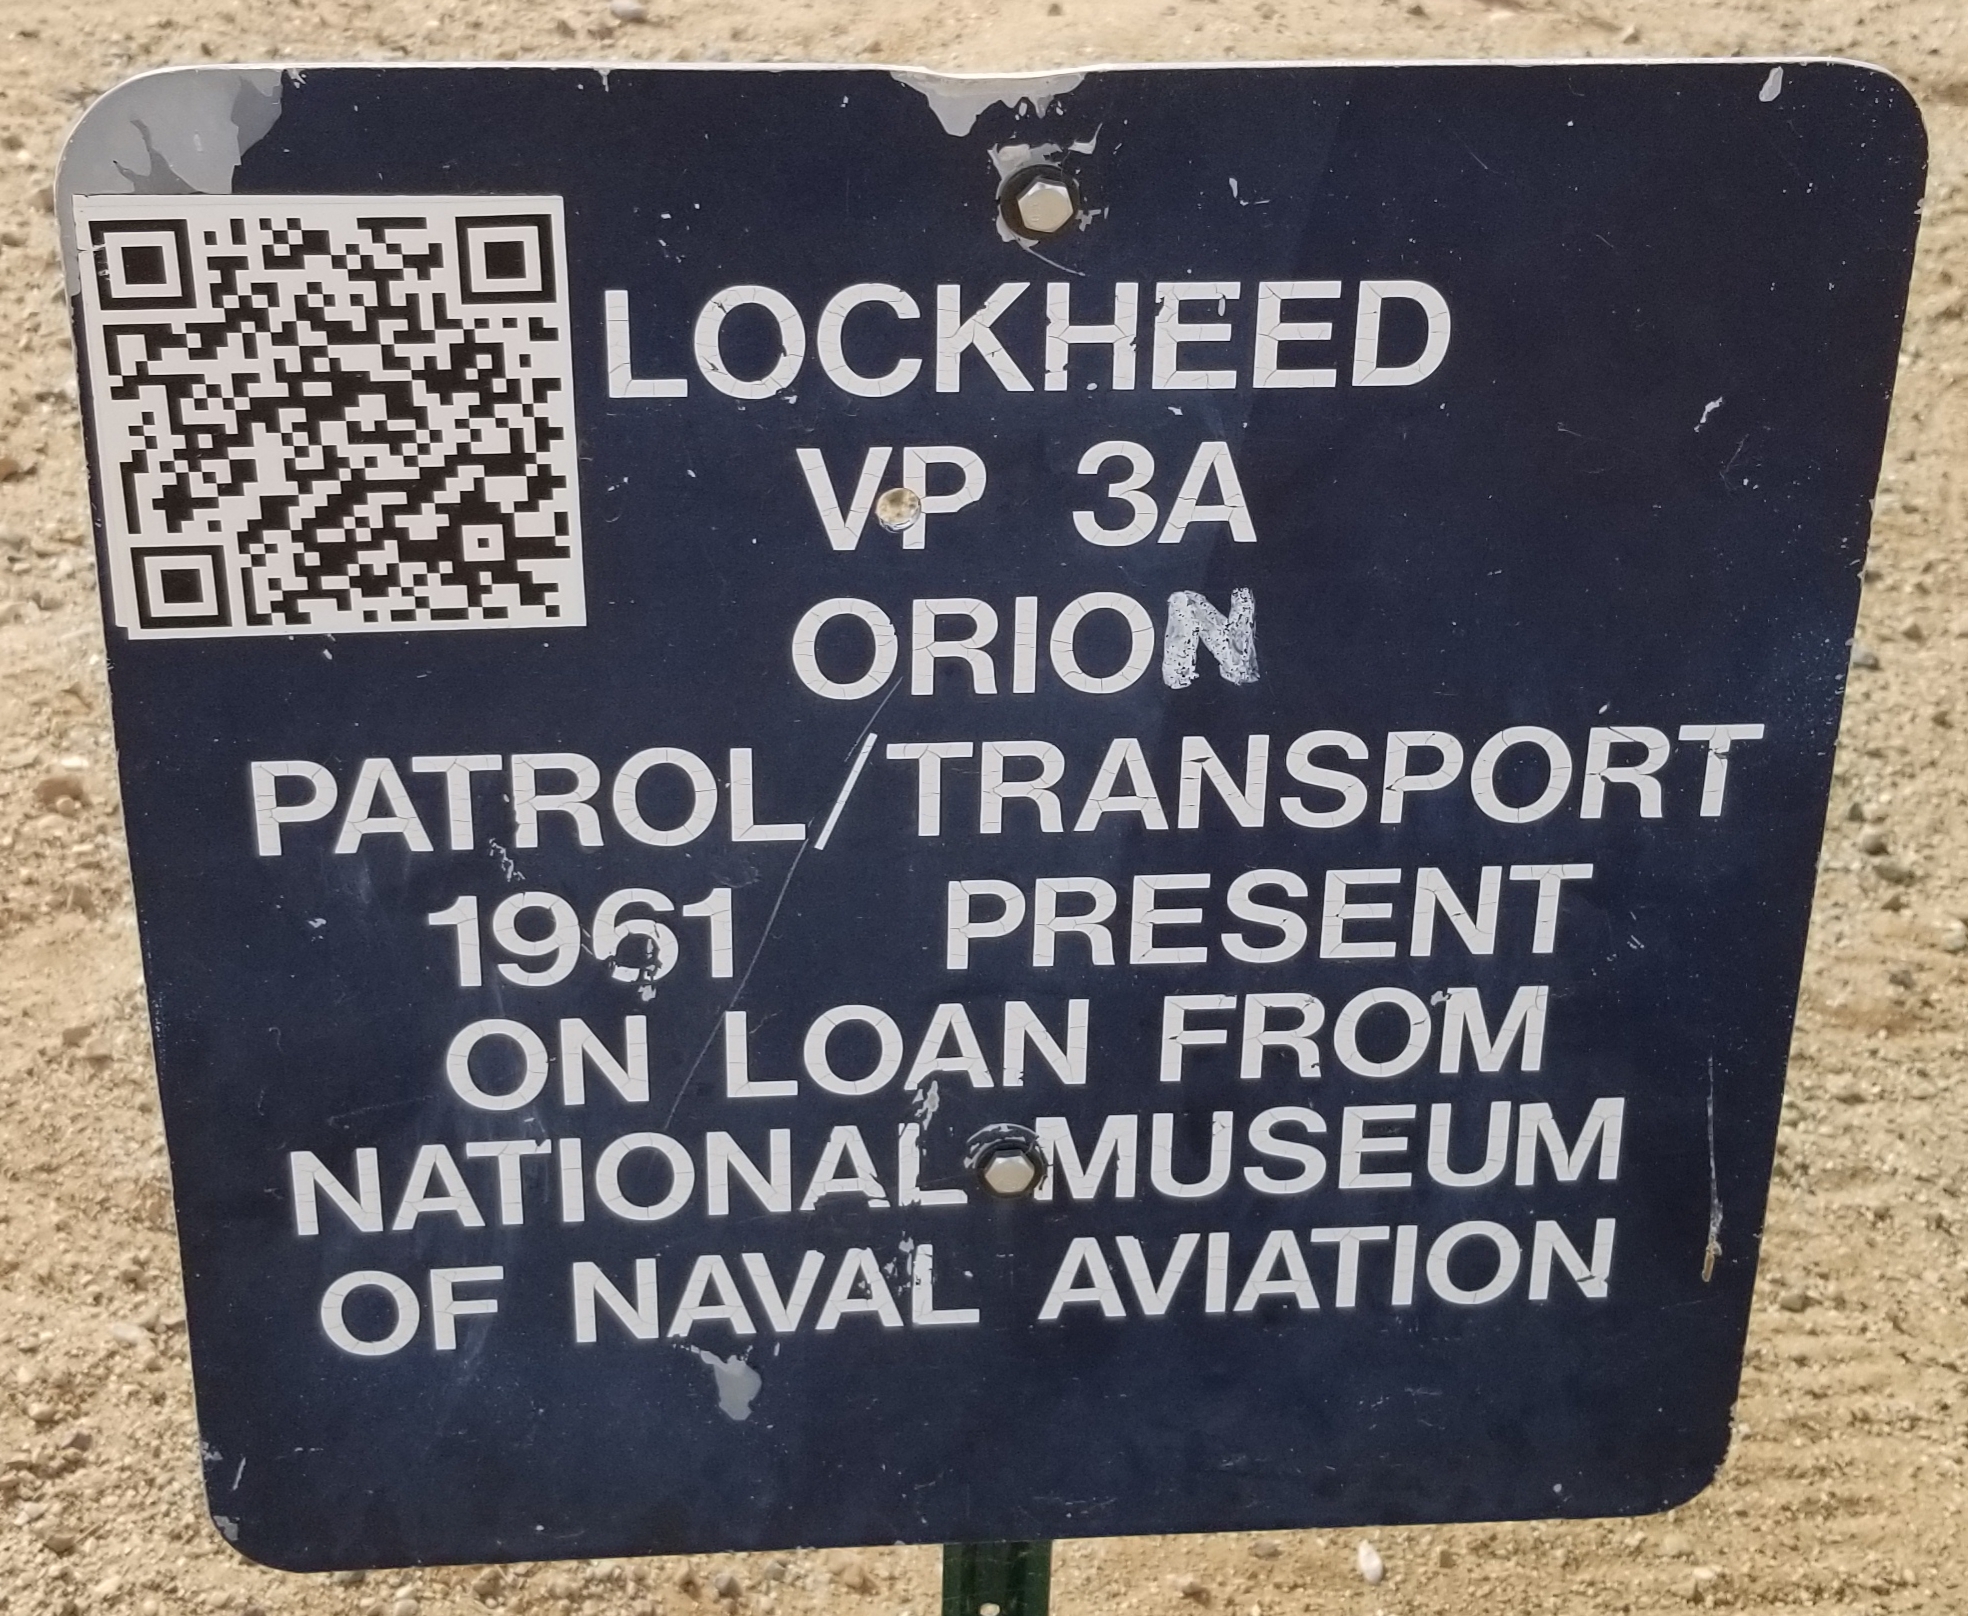 LOCKHEED
VP 3A
ORION
PATROL/TRANSPORT
1961 PRESENT
ON LOAN FROM
NATIONAL MUSEUM
OF NAVAL AVIATION